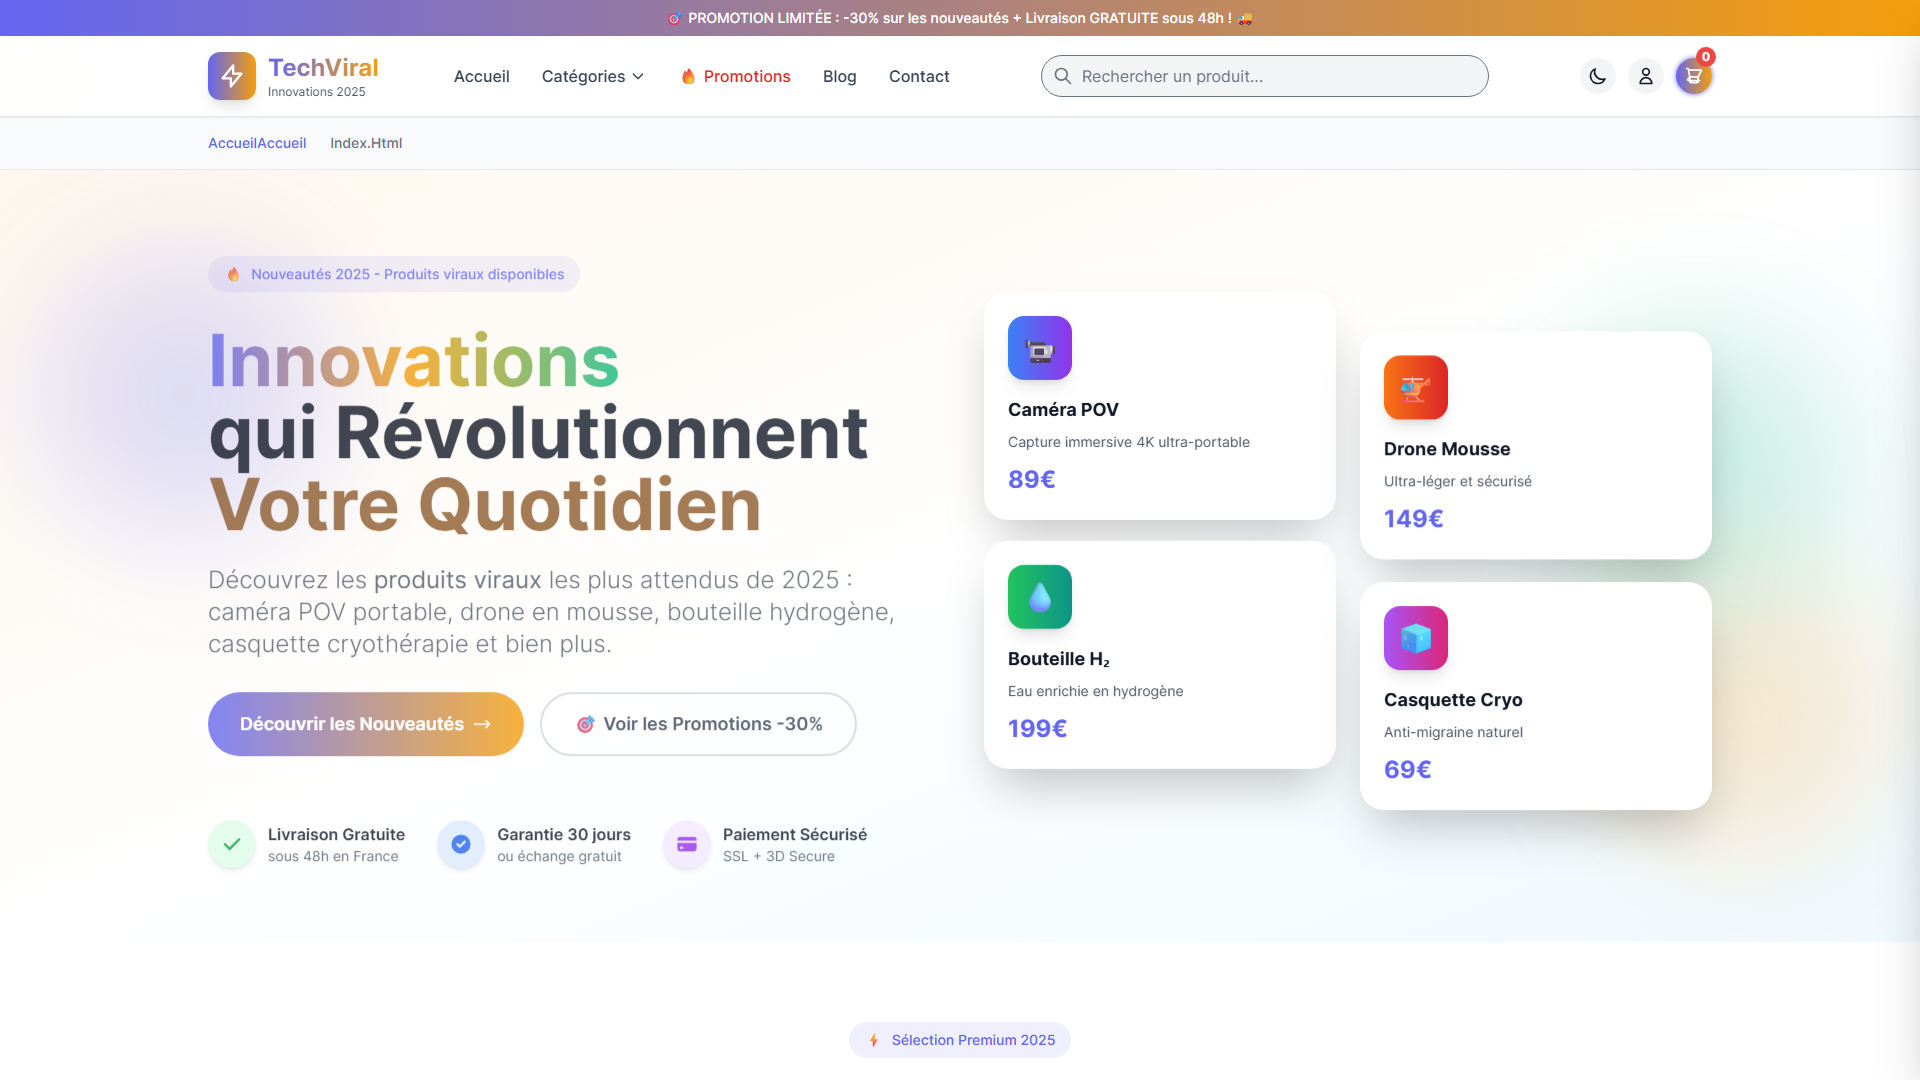 🎯 PROMOTION LIMITÉE : -30% sur les nouveautés + Livraison GRATUITE sous 48h ! 🚚
TechViral
Innovations 2025
Accueil
Catégories
🔥 Promotions
Blog
Contact
Rechercher un produit...
0
AccueilAccueil
Index.Html
🔥 Nouveautés 2025 - Produits viraux disponibles
Innovations
qui Révolutionnent
Votre Quotidien
Découvrez les produits viraux les plus attendus de 2025 :
caméra POV portable, drone en mousse, bouteille hydrogène,
casquette cryothérapie et bien plus.
Découvrir les Nouveautés →
🎯 Voir les Promotions -30%
Livraison Gratuite
sous 48h en France
Garantie 30 jours
ou échange gratuit
Paiement Sécurisé
SSL + 3D Secure
Caméra POV
Capture immersive 4K ultra-portable
89€
Drone Mousse
Ultra-léger et sécurisé
149€
Bouteille H₂
Eau enrichie en hydrogène
199€
Casquette Cryo
Anti-migraine naturel
69€
⚡ Sélection Premium 2025